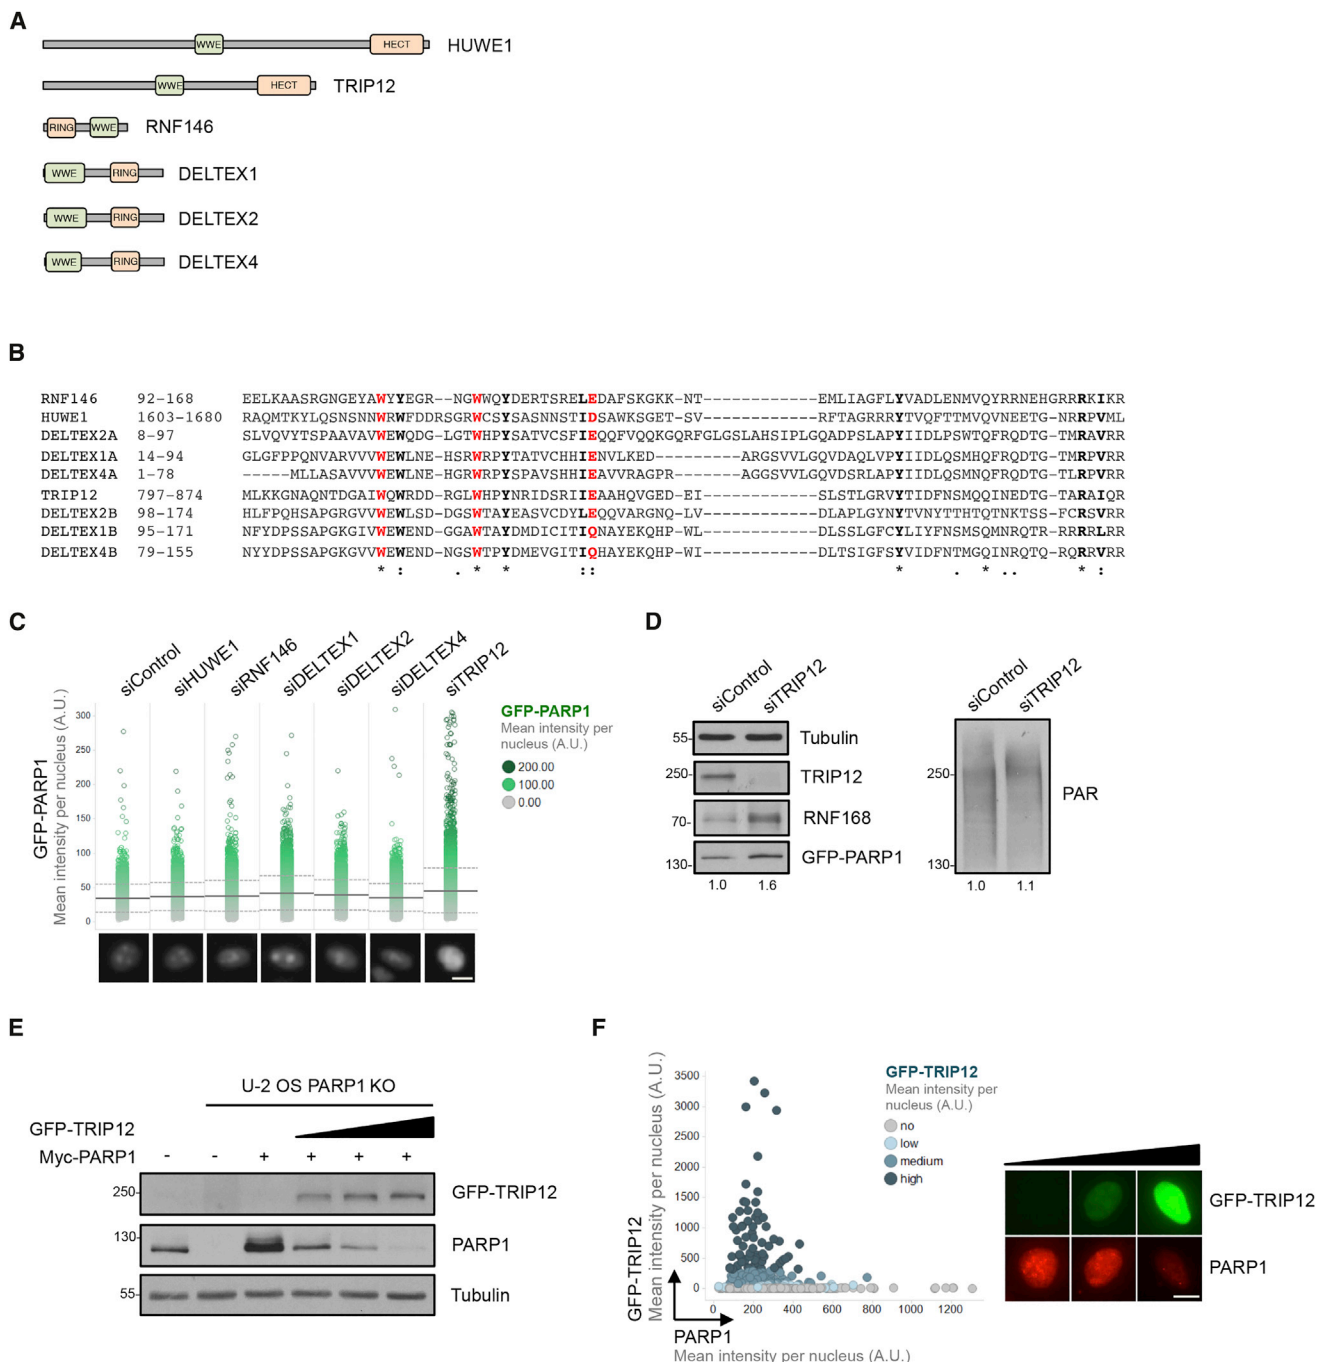 A
WWE HECT HUWE1
WWE HECT TRIP12
RING WWE RNF146
WWE RING DELTEX1
WWE RING DELTEX2
WWE RING DELTEX4
B
RNF146 92-168 EELKAASRGNGEYAWYYEGR--NGWWQYDERTSRELEDAFSKGKK-NT------------EMLIAGFLYVADLENMVQYRRNEHGRRRKIKR
HUWE1 1603-1680 RAQMTKYLQSNSNNWRWFDDRSGRWCSYSASNNSTIDSAWKSGET-SV------------RFTAGRRRYTVQFTTMVQVNEETGNRRPVML
DELTEX2A 8-97 SLVQVYTSPAAVAVWEWQDG-LGTWHPYSATVCSFIEQQFVQQKGQRFGLGSLAHSIPLGQADPSLAPYIIDLPSWTQFRQDTG-TMRAVRR
DELTEX1A 14-94 GLGFPPQNVARVVVWEWLNE-HSRWRPYTATVCHHIENVLKED---------ARGSVVLGQVDAQLVPYIIDLQSMHQFRQDTG-TMRPVRR
DELTEX4A 1-78 -----MLLASAVVVWEWLNE-HGRWRPYSPAVSHHIEAVVRAGPR-------AGGSVVLGQVDSRLAPYIIDLQSMNQFRQDTG-TLRPVRR
TRIP12 797-874 MLKKGNAQNTDGAIWQWRDD-RGLWHPYNRIDSRIIEAAHQVGED-EI------------SLSTLGRVYTIDFNSMQQINEDTG-TARAIQR
DELTEX2B 98-174 HLFPQHSAPGRGVVWEWLSD-DGSWTAYEASVCDYLEQQVARGNQ-LV------------DLAPLGYNYTVNYTTHTQTNKTSS-FCRSVRR
DELTEX1B 95-171 NFYDPSSAPGKGIVWEWEND-GGAWTAYDMDICITIQNAYEKQHP-WL------------DLSSLGFCYLIYFNSMSQMNRQTR-RRRRLRR
DELTEX4B 79-155 NYYDPSSAPGKGVVWEWEND-NGSWTPYDMEVGITIQHAYEKQHP-WI------------DLTSIGFSYVIDFNTMGQINRQTQ-RQRRVRR
* : . * * :: * . * .. * :
C
siControl siHUWE1 siRNF146 siDELTEX1 siDELTEX2 siDELTEX4 siTRIP12
GFP-PARP1
Mean intensity per nucleus (A.U.)
300
250
200
150
100
50
0
GFP-PARP1
Mean intensity per
nucleus (A.U.)
200.00
100.00
0.00
D
siControl siTRIP12
55- Tubulin
250- TRIP12
70- RNF168
130- GFP-PARP1
1.0 1.6
siControl siTRIP12
250-
PAR
130-
1.0 1.1
E
U-2 OS PARP1 KO
GFP-TRIP12
Myc-PARP1 - - + + + +
250- GFP-TRIP12
130- PARP1
55- Tubulin
F
GFP-TRIP12
Mean intensity per nucleus (A.U.)
3500
3000
2500
2000
1500
1000
500
0
0 200 400 600 800 1000 1200
PARP1
Mean intensity per nucleus (A.U.)
GFP-TRIP12
Mean intensity per
nucleus (A.U.)
no
low
medium
high
GFP-TRIP12
PARP1